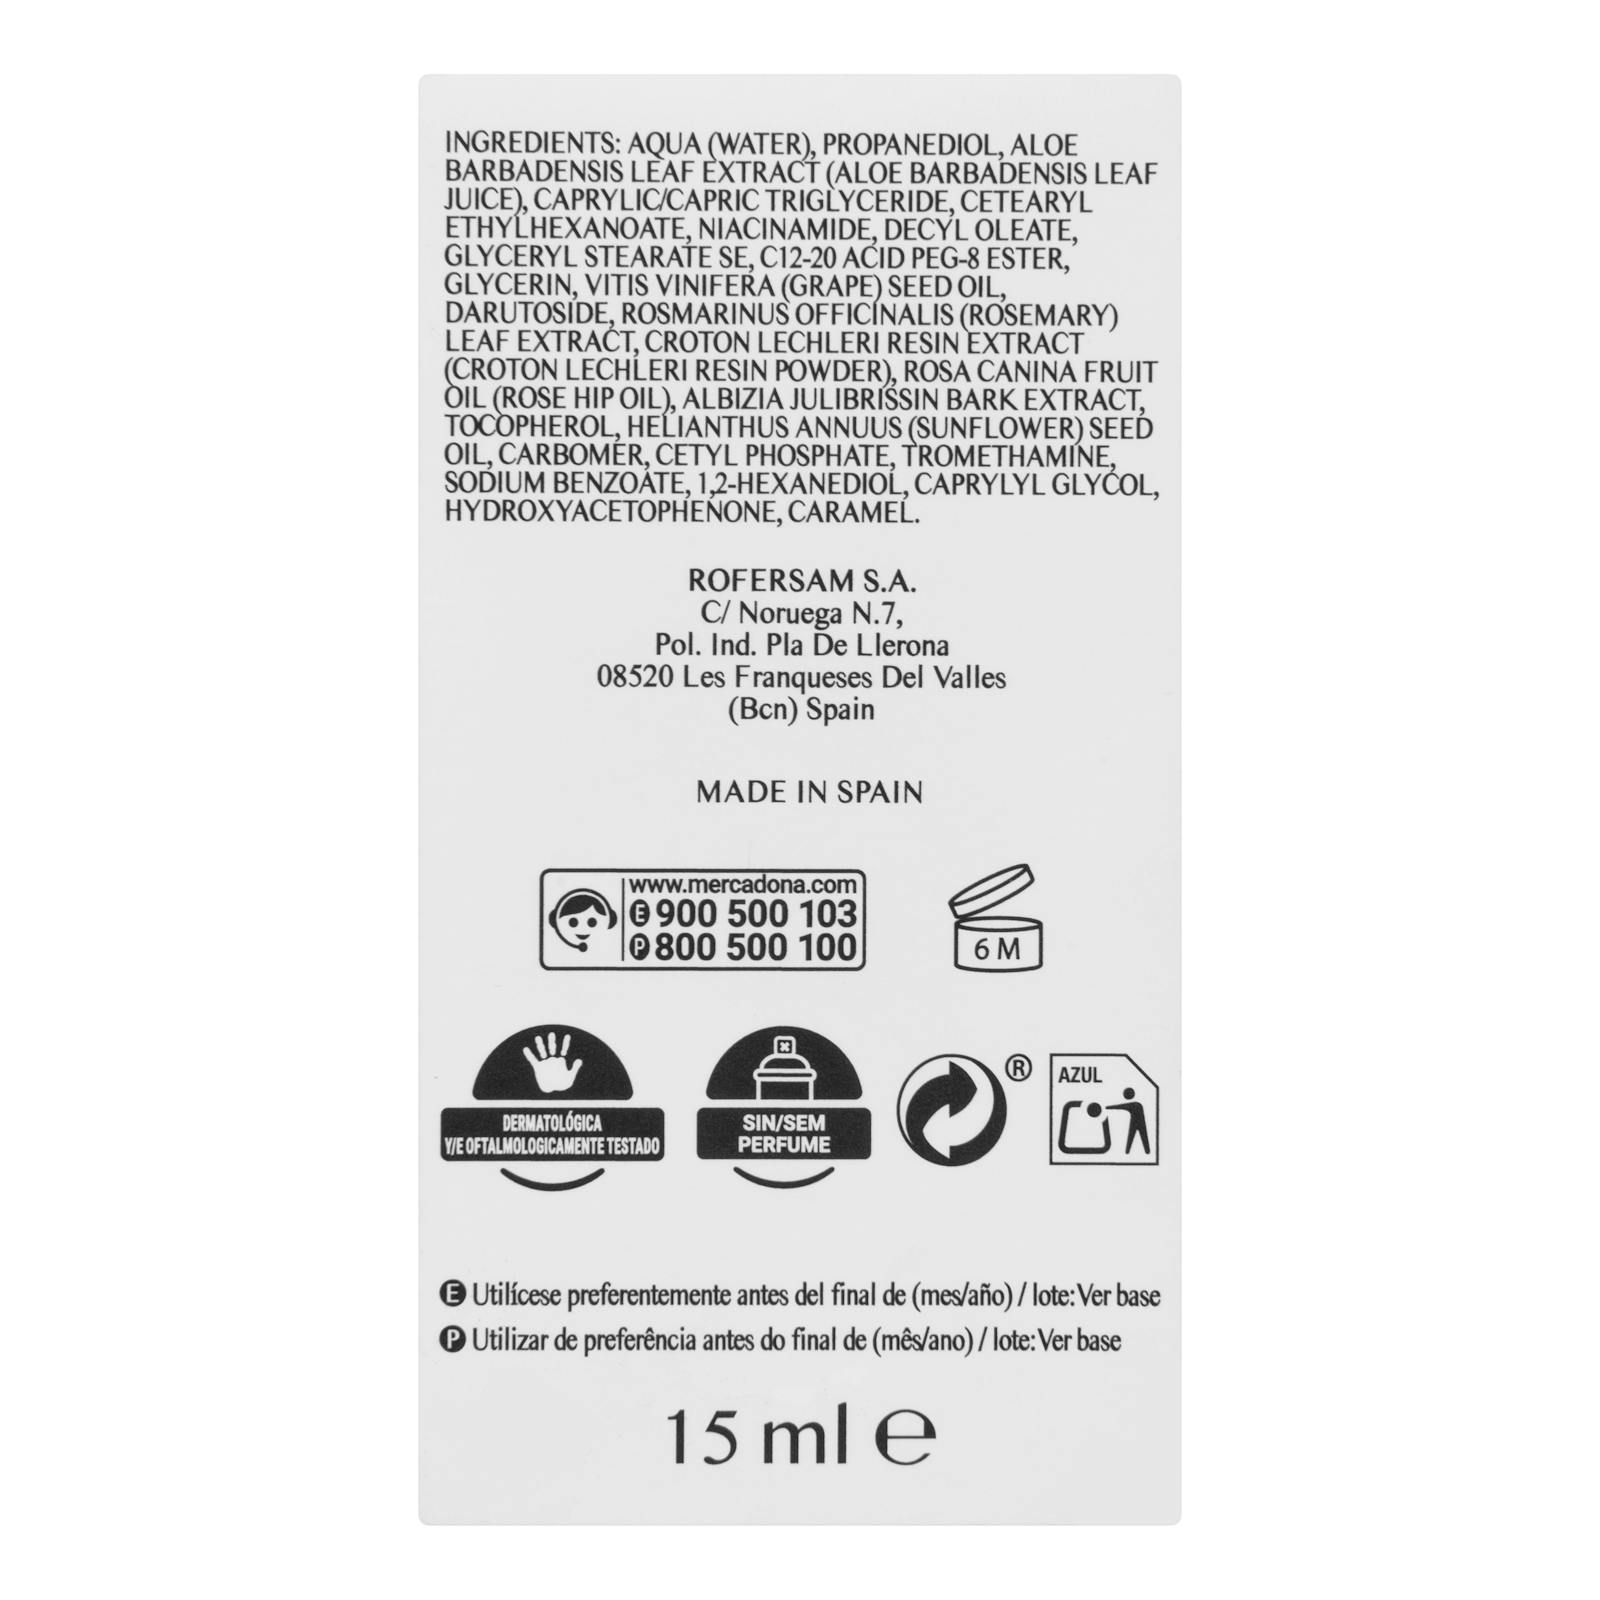 INGREDIENTS: AQUA (WATER), PROPANEDIOL, ALOE
BARBADENSIS LEAF EXTRACT (ALOE BARBADENSIS LEAF
JUICE), CAPRYLIC/CAPRIC TRIGLYCERIDE, CETEARYL
ETHYLHEXANOATE, NIACINAMIDE, DECYL OLEATE,
GLYCERYL STEARATE SE, C12-20 ACID PEG-8 ESTER,
GLYCERIN, VITIS VINIFERA (GRAPE) SEED OIL,
DARUTOSIDE, ROSMARINUS OFFICINALIS (ROSEMARY)
LEAF EXTRACT, CROTON LECHLERI RESIN EXTRACT
(CROTON LECHLERI RESIN POWDER), ROSA CANINA FRUIT
OIL (ROSE HIP OIL), ALBIZIA JULIBRISSIN BARK EXTRACT,
TOCOPHEROL, HELIANTHUS ANNUUS (SUNFLOWER) SEED
OIL, CARBOMER, CETYL PHOSPHATE, TROMETHAMINE,
SODIUM BENZOATE, 1,2-HEXANEDIOL, CAPRYLYL GLYCOL,
HYDROXYACETOPHENONE, CARAMEL.
ROFERSAM S.A.
C/ Noruega N.7,
Pol. Ind. Pla De Llerona
08520 Les Franqueses Del Valles
(Bcn) Spain
MADE IN SPAIN
www.mercadona.com
E 900 500 103
P 800 500 100
6 M
DERMATOLÓGICA
Y/E OFTALMOLOGICAMENTE TESTADO
SIN/SEM
PERFUME
®
AZUL
E Utilícese preferentemente antes del final de (mes/año) / lote: Ver base
P Utilizar de preferência antes do final de (mês/ano) / lote: Ver base
15 ml e